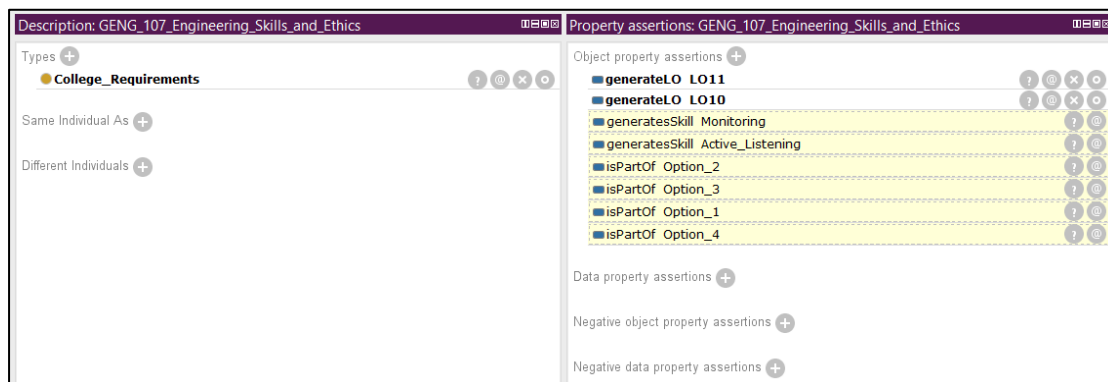 Description: GENG_107_Engineering_Skills_and_Ethics
Types
College_Requirements
Same Individual As
Different Individuals
Property assertions: GENG_107_Engineering_Skills_and_Ethics
Object property assertions
generateLO LO11
generateLO LO10
generatesSkill Monitoring
generatesSkill Active_Listening
isPartOf Option_2
isPartOf Option_3
isPartOf Option_1
isPartOf Option_4
Data property assertions
Negative object property assertions
Negative data property assertions